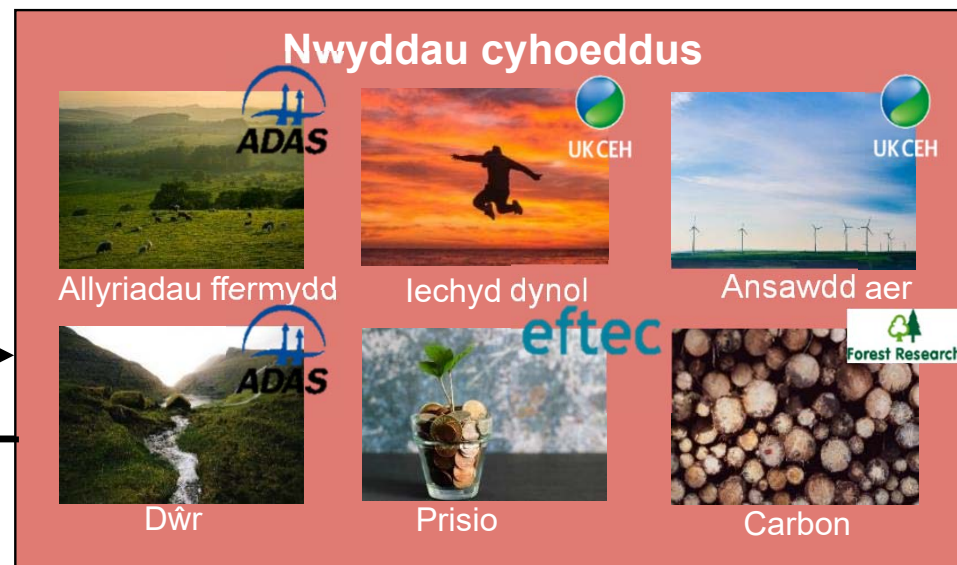 Nwyddau cyhoeddus
ADAS
UK CEH
UK CEH
Allyriadau ffermydd
Iechyd dynol
Ansawdd aer
ADAS
eftec
Forest Research
Dŵr
Prisio
Carbon